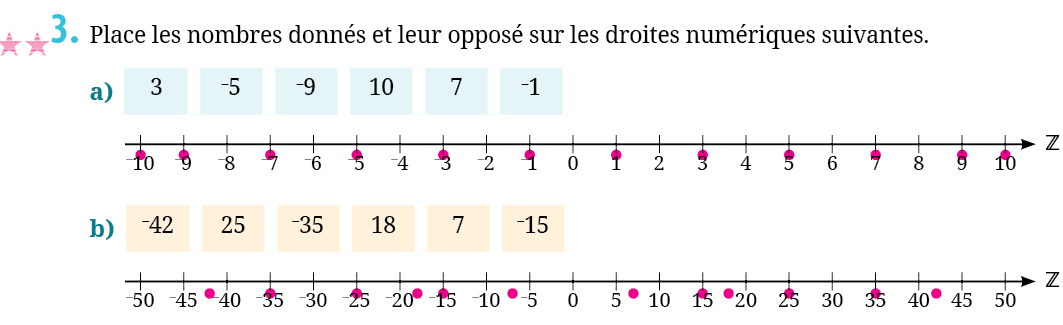 3. Place les nombres donnés et leur opposé sur les droites numériques suivantes.
a) 3 ⁻5 ⁻9 10 7 ⁻1
⁻10 ⁻9 ⁻8 ⁻7 ⁻6 ⁻5 ⁻4 ⁻3 ⁻2 ⁻1 0 1 2 3 4 5 6 7 8 9 10 ℤ
b) ⁻42 25 ⁻35 18 7 ⁻15
⁻50 ⁻45 ⁻40 ⁻35 ⁻30 ⁻25 ⁻20 ⁻15 ⁻10 ⁻5 0 5 10 15 20 25 30 35 40 45 50 ℤ